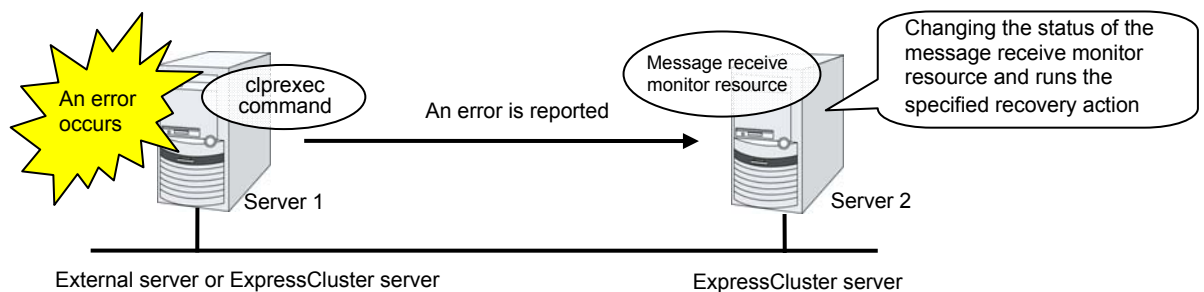 An error
occurs
clprexec
command
An error is reported
Message receive
monitor resource
Changing the status of the
message receive monitor
resource and runs the
specified recovery action
Server 1
Server 2
External server or ExpressCluster server
ExpressCluster server